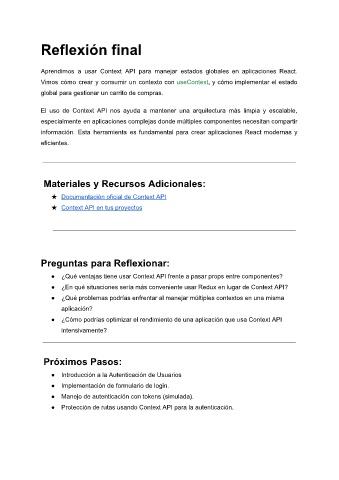 Reflexión final
Aprendimos a usar Context API para manejar estados globales en aplicaciones React.
Vimos cómo crear y consumir un contexto con useContext, y cómo implementar el estado
global para gestionar un carrito de compras.
El uso de Context API nos ayuda a mantener una arquitectura más limpia y escalable,
especialmente en aplicaciones complejas donde múltiples componentes necesitan compartir
información. Esta herramienta es fundamental para crear aplicaciones React modernas y
eficientes.
Materiales y Recursos Adicionales:
★ Documentación oficial de Context API
★ Context API en tus proyectos
Preguntas para Reflexionar:
● ¿Qué ventajas tiene usar Context API frente a pasar props entre componentes?
● ¿En qué situaciones sería más conveniente usar Redux en lugar de Context API?
● ¿Qué problemas podrías enfrentar al manejar múltiples contextos en una misma
aplicación?
● ¿Cómo podrías optimizar el rendimiento de una aplicación que usa Context API
intensivamente?
Próximos Pasos:
● Introducción a la Autenticación de Usuarios
● Implementación de formulario de login.
● Manejo de autenticación con tokens (simulada).
● Protección de rutas usando Context API para la autenticación.